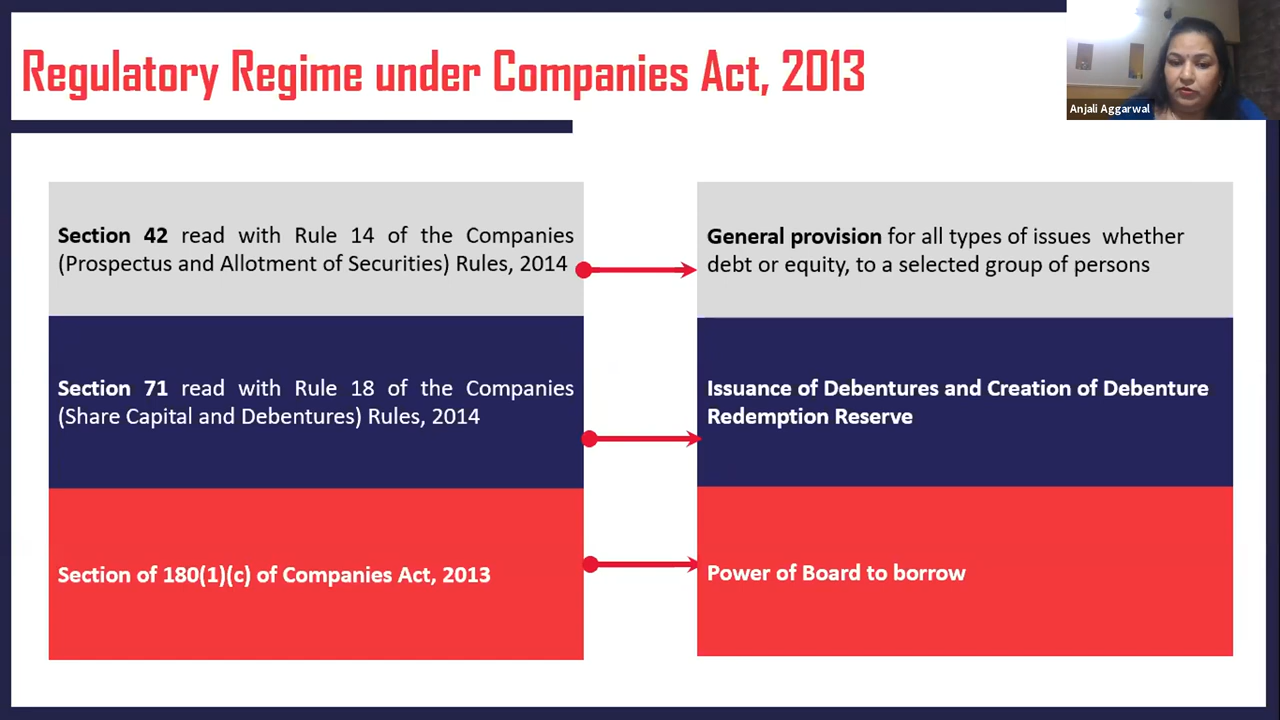 Regulatory Regime under Companies Act, 2013
Anjali Aggarwal
Section 42 read with Rule 14 of the Companies
(Prospectus and Allotment of Securities) Rules, 2014
General provision for all types of issues whether
debt or equity, to a selected group of persons
Section 71 read with Rule 18 of the Companies
(Share Capital and Debentures) Rules, 2014
Issuance of Debentures and Creation of Debenture
Redemption Reserve
Section of 180(1)(c) of Companies Act, 2013
Power of Board to borrow